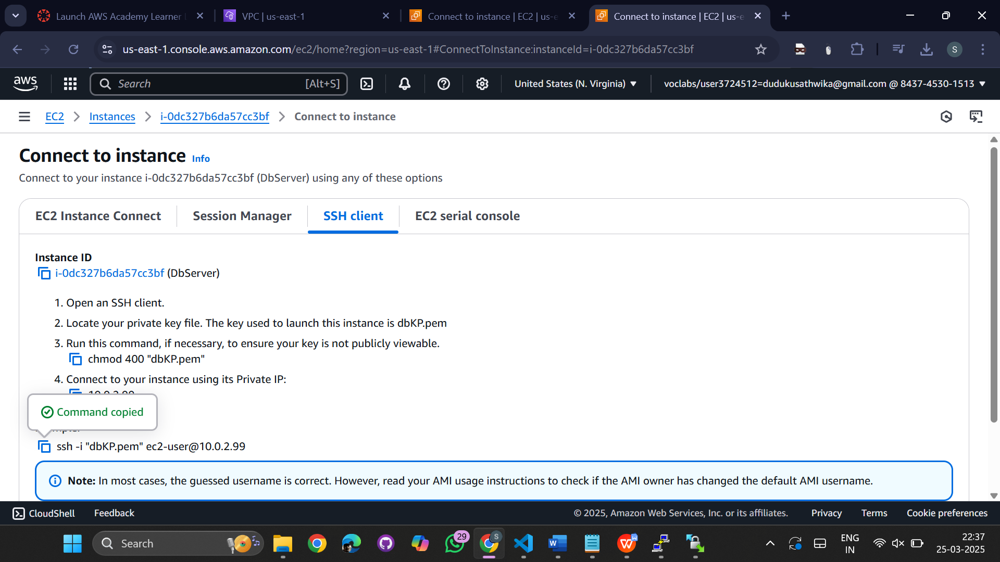 Launch AWS Academy Learner
VPC | us-east-1
Connect to instance | EC2 | us-e
Connect to instance | EC2 | us-e
us-east-1.console.aws.amazon.com/ec2/home?region=us-east-1#ConnectToInstance:instanceId=i-0dc327b6da57cc3bf
S
aws
Search
[Alt+S]
United States (N. Virginia)
voclabs/user3724512=dudukusathwika@gmail.com @ 8437-4530-1513
EC2
Instances
i-0dc327b6da57cc3bf
Connect to instance
Connect to instance Info
Connect to your instance i-0dc327b6da57cc3bf (DbServer) using any of these options
EC2 Instance Connect
Session Manager
SSH client
EC2 serial console
Instance ID
i-0dc327b6da57cc3bf (DbServer)
1. Open an SSH client.
2. Locate your private key file. The key used to launch this instance is dbKP.pem
3. Run this command, if necessary, to ensure your key is not publicly viewable.
chmod 400 "dbKP.pem"
4. Connect to your instance using its Private IP:
10.0.2.99
Command copied
ssh -i "dbKP.pem" ec2-user@10.0.2.99
Note: In most cases, the guessed username is correct. However, read your AMI usage instructions to check if the AMI owner has changed the default AMI username.
CloudShell
Feedback
© 2025, Amazon Web Services, Inc. or its affiliates.
Privacy
Terms
Cookie preferences
Search
29
S
W
W
ENG
IN
22:37
25-03-2025